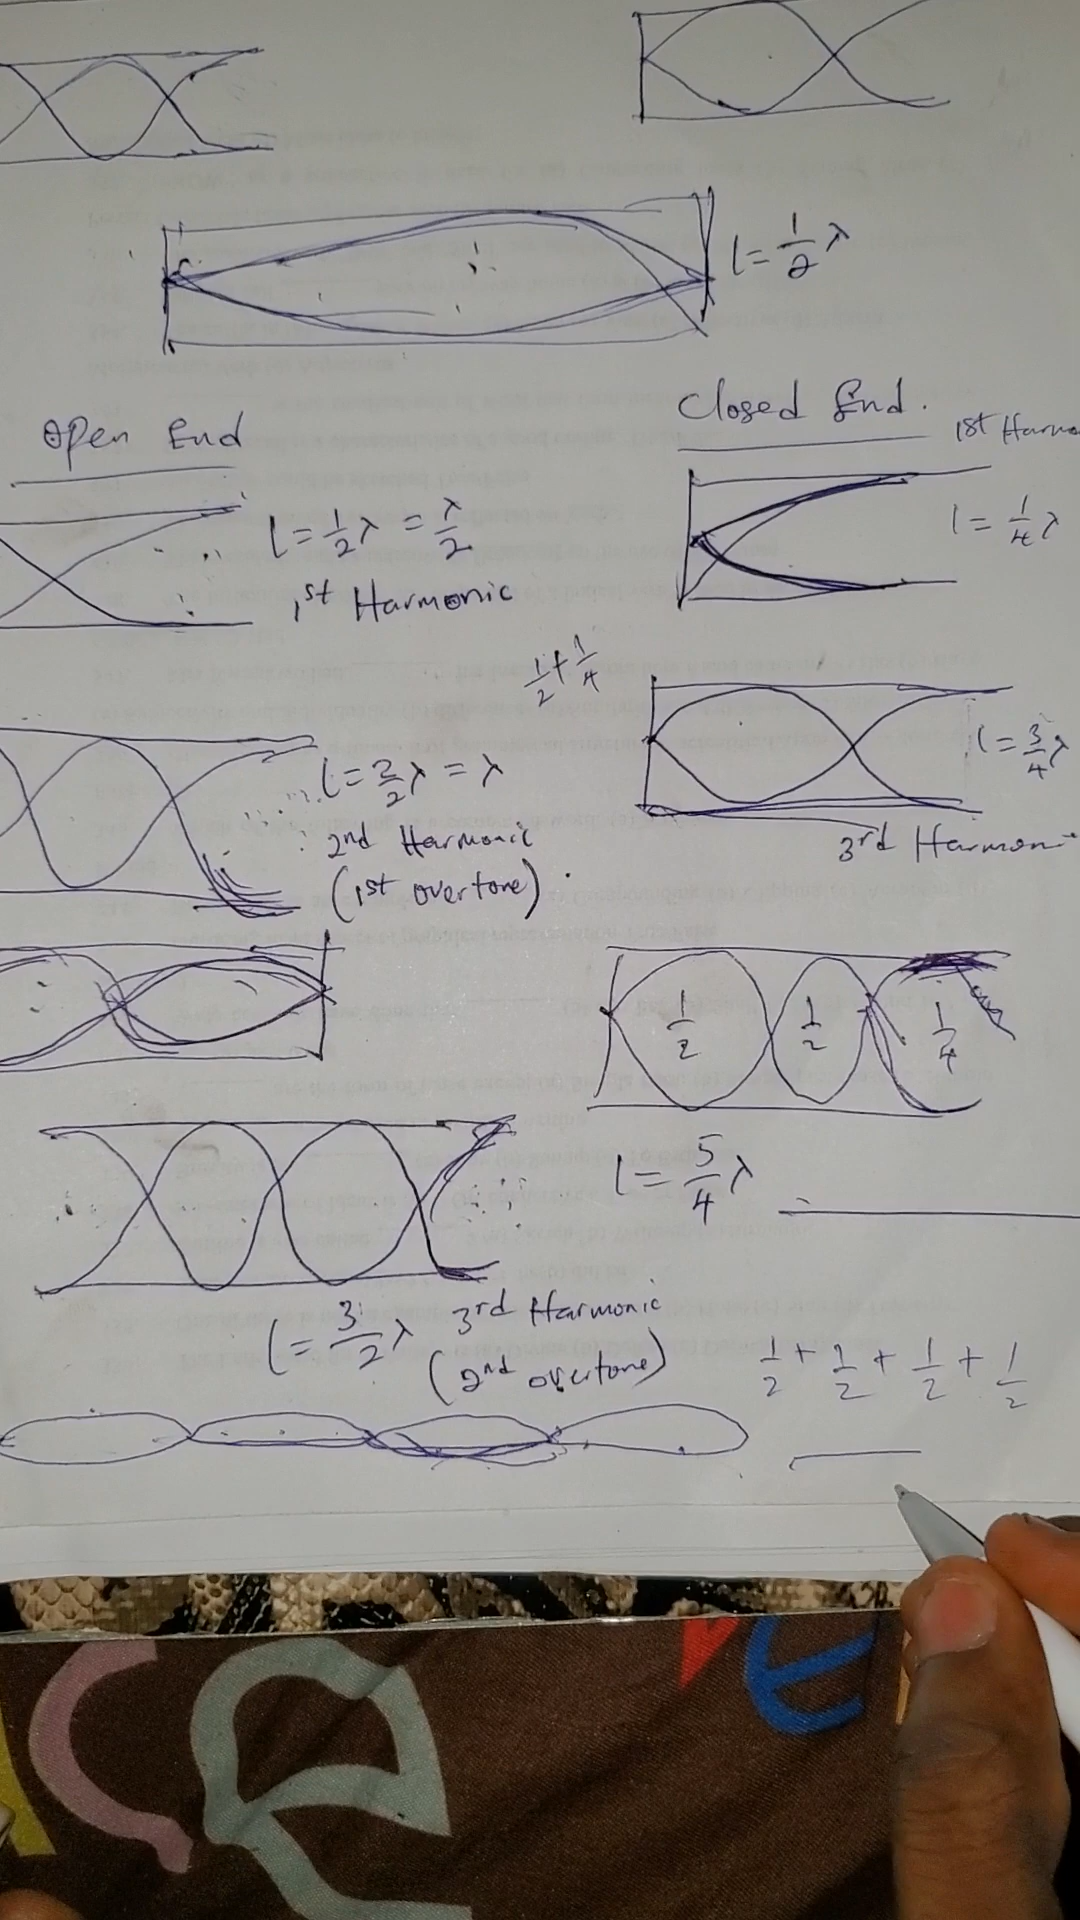 l = 1/2 λ
Open End
Closed End.
1st Harmo
l = 1/2 λ = λ/2
1st Harmonic
l = 1/4 λ
1/2 + 1/4
l = 2/2 λ = λ
2nd Harmonic
(1st overtone).
l = 3/4 λ
3rd Harmoni
1/2 1/2 1/4
l = 5/4 λ
l = 3/2 λ
3rd Harmonic
(2nd overtone)
1/2 + 1/2 + 1/2 + 1/2